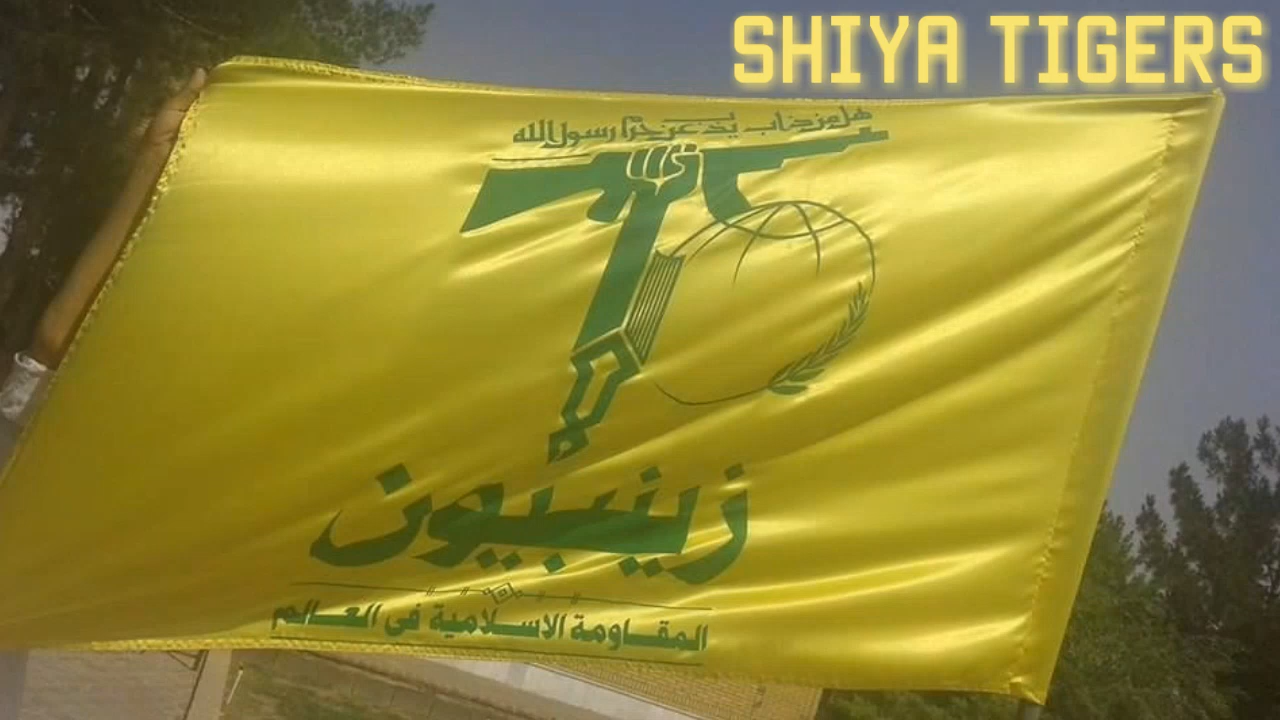 SHIYA TIGERS
هل من ذاب يذب عن حرم رسول الله
زينبيون
المقاومة الاسلامية في العالم